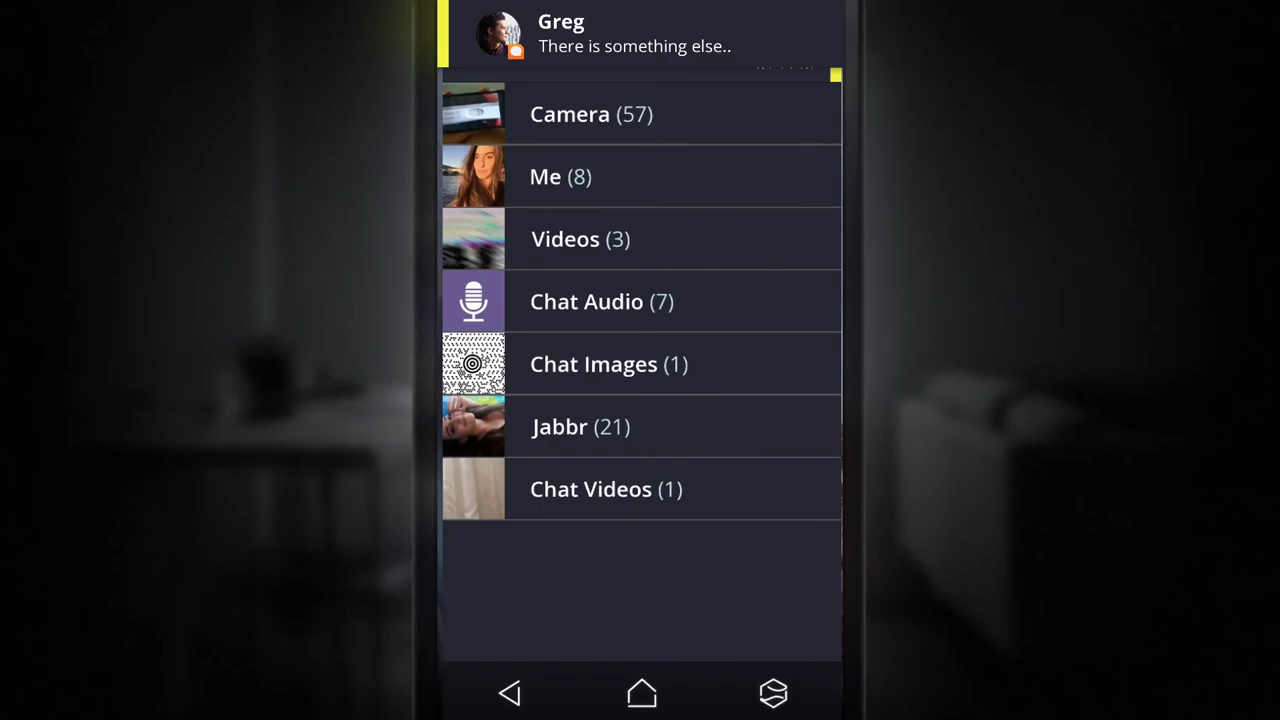 Greg
There is something else..
Camera (57)
Me (8)
Videos (3)
Chat Audio (7)
Chat Images (1)
Jabbr (21)
Chat Videos (1)